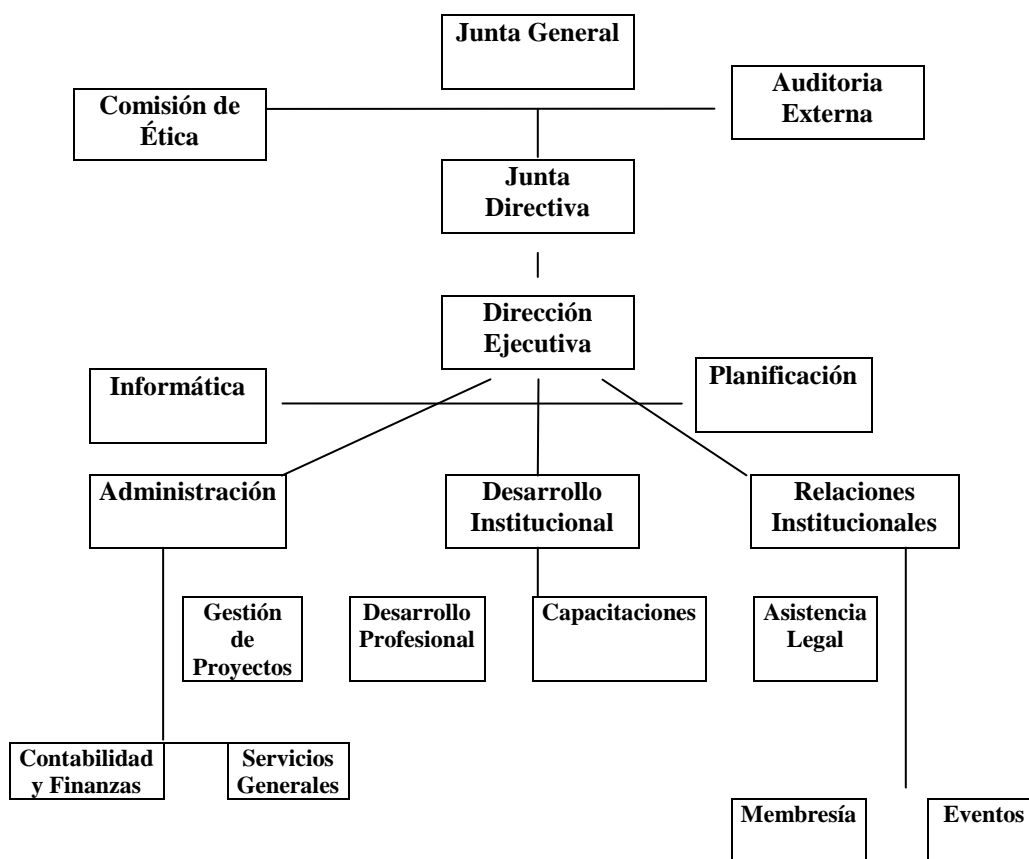 Junta General
Comisión de
Ética
Auditoria
Externa
Junta
Directiva
Dirección
Ejecutiva
Informática
Planificación
Administración
Desarrollo
Institucional
Relaciones
Institucionales
Gestión
de
Proyectos
Desarrollo
Profesional
Capacitaciones
Asistencia
Legal
Contabilidad
y Finanzas
Servicios
Generales
Membresía
Eventos